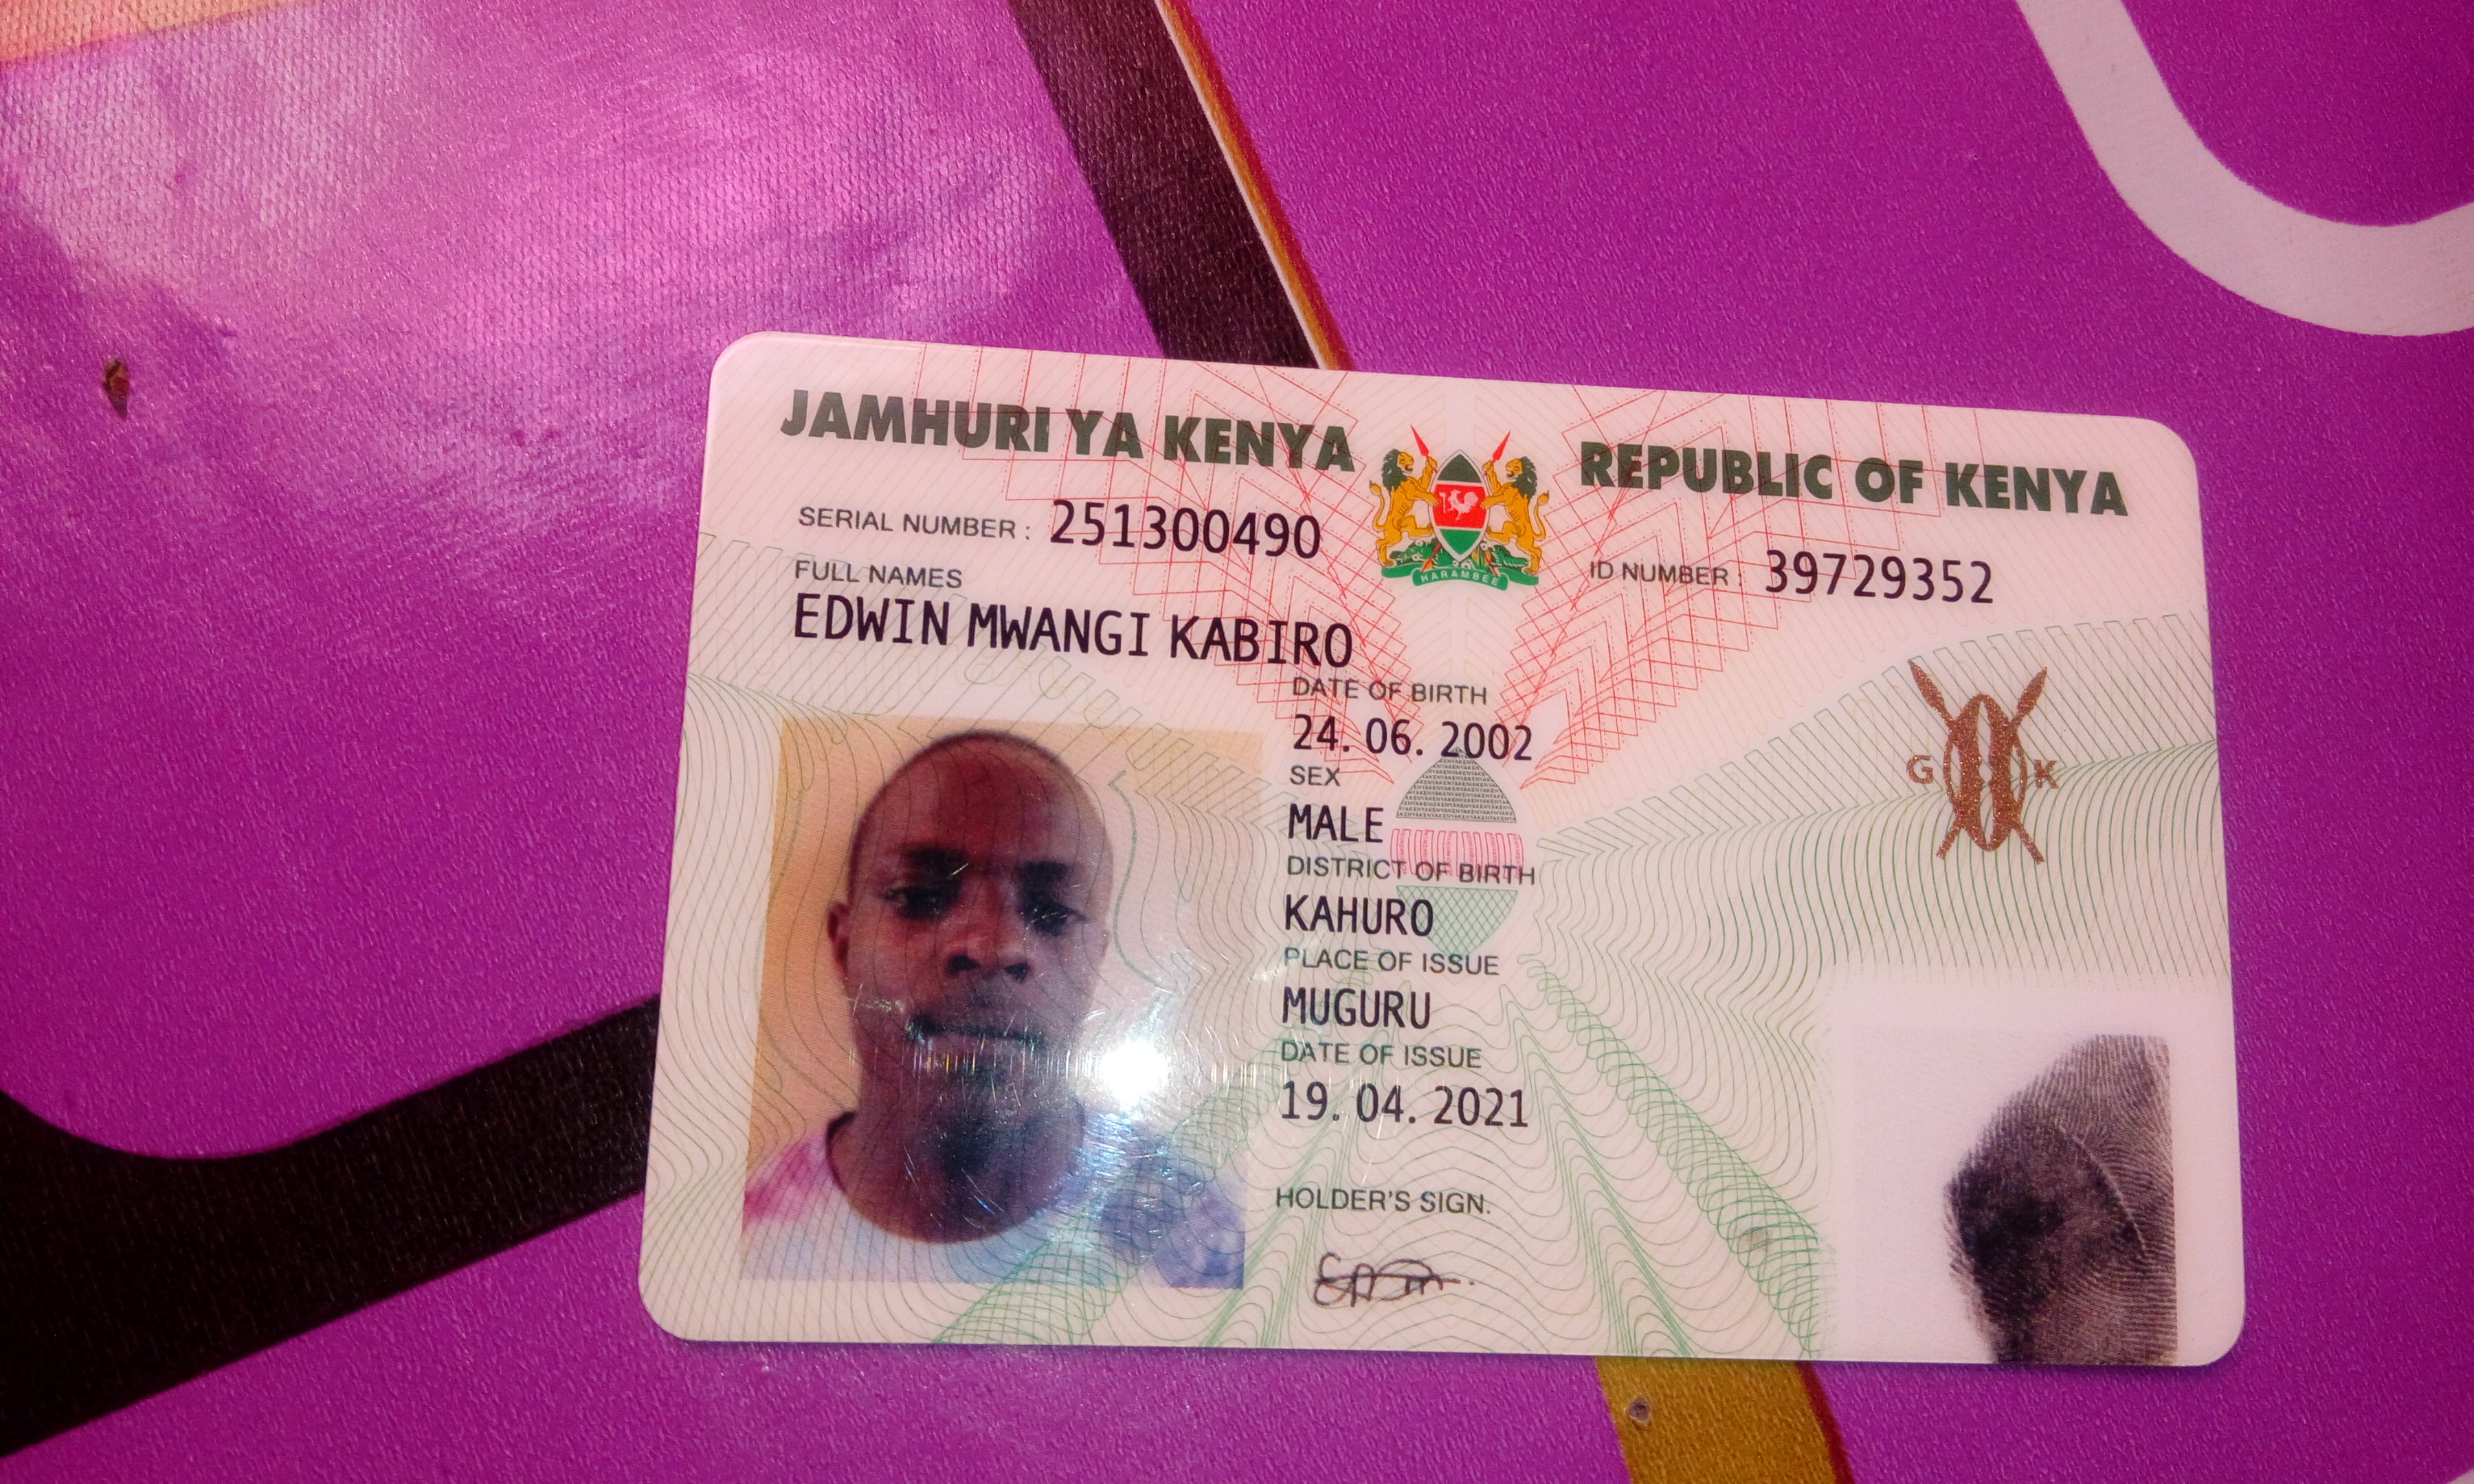 JAMHURI YA KENYA REPUBLIC OF KENYA
SERIAL NUMBER : 251300490 ID NUMBER : 39729352
HARAMBEE
FULL NAMES
EDWIN MWANGI KABIRO
DATE OF BIRTH
24. 06. 2002
SEX
MALE
G K
DISTRICT OF BIRTH
KAHURO
PLACE OF ISSUE
MUGURU
DATE OF ISSUE
19. 04. 2021
HOLDER'S SIGN.